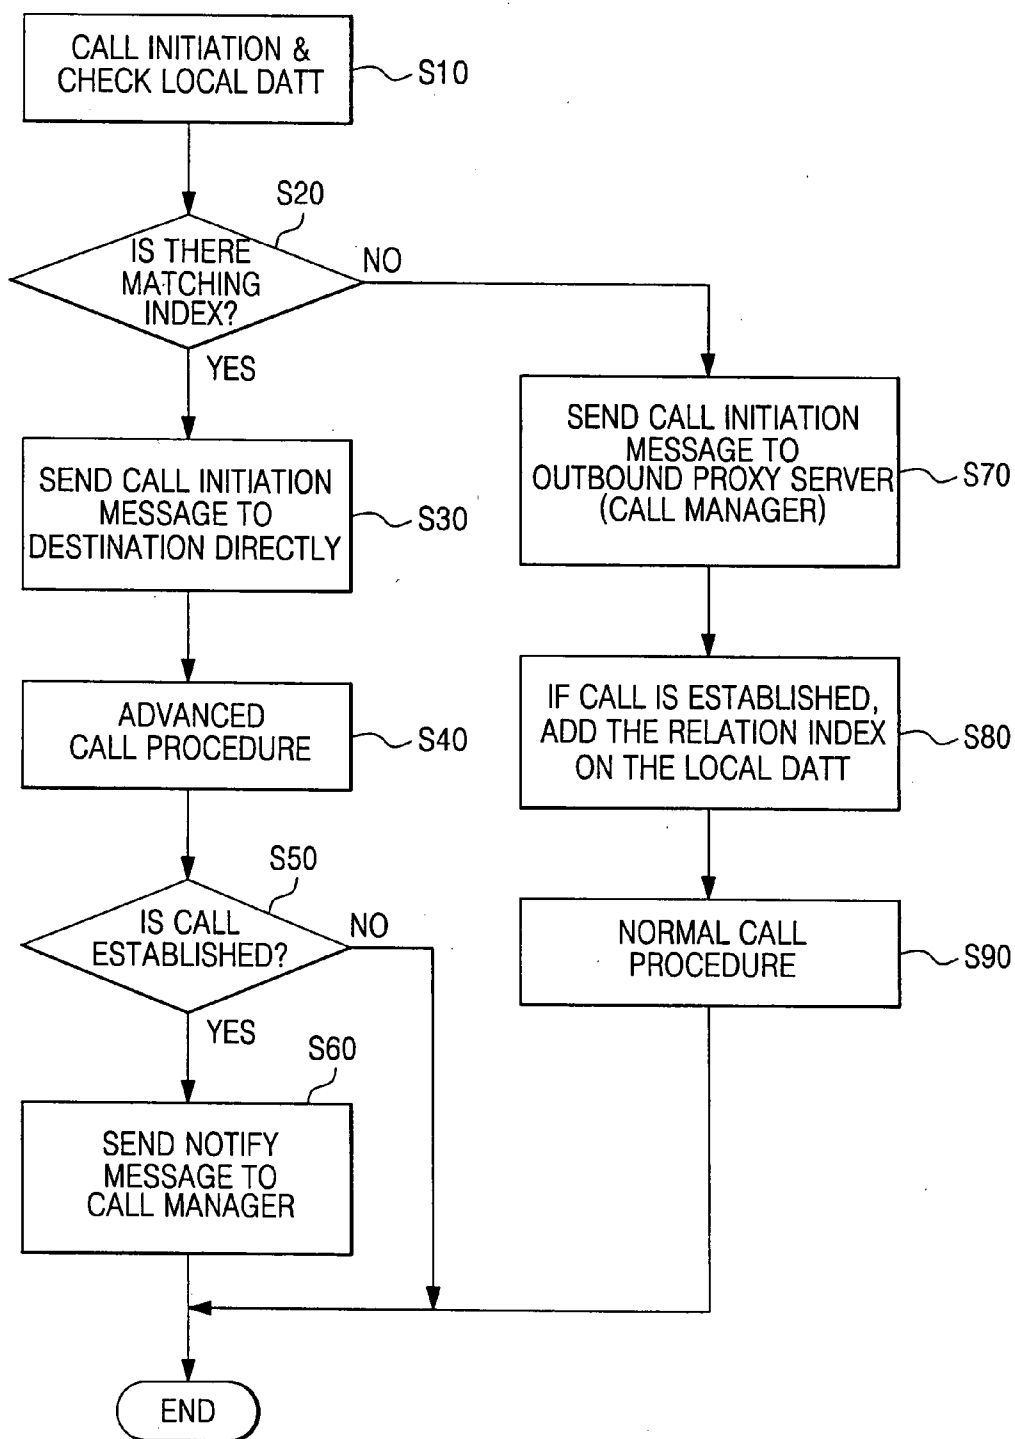 CALL INITIATION &
CHECK LOCAL DATT
S10
S20
IS THERE
MATCHING
INDEX?
NO
YES
SEND CALL INITIATION
MESSAGE TO
DESTINATION DIRECTLY
S30
SEND CALL INITIATION
MESSAGE TO
OUTBOUND PROXY SERVER
(CALL MANAGER)
S70
ADVANCED
CALL PROCEDURE
S40
IF CALL IS ESTABLISHED,
ADD THE RELATION INDEX
ON THE LOCAL DATT
S80
S50
IS CALL
ESTABLISHED?
NO
YES
NORMAL CALL
PROCEDURE
S90
S60
SEND NOTIFY
MESSAGE TO
CALL MANAGER
END